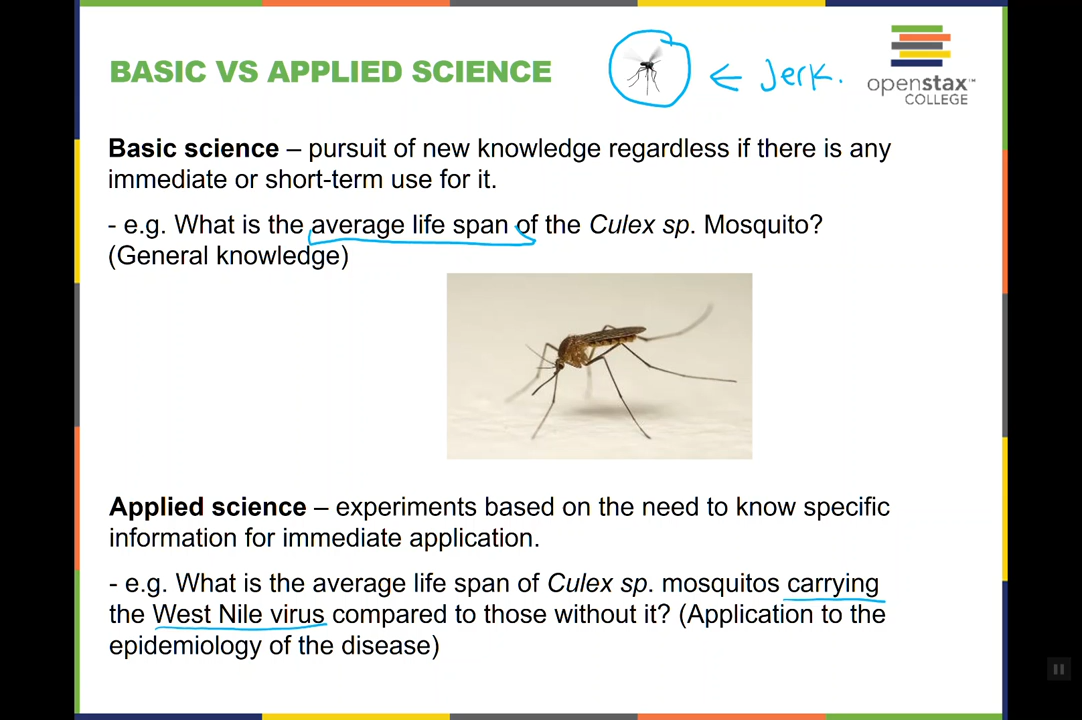 BASIC VS APPLIED SCIENCE
← Jerk.
openstax™
COLLEGE
Basic science – pursuit of new knowledge regardless if there is any
immediate or short-term use for it.
- e.g. What is the average life span of the Culex sp. Mosquito?
(General knowledge)
Applied science – experiments based on the need to know specific
information for immediate application.
- e.g. What is the average life span of Culex sp. mosquitos carrying
the West Nile virus compared to those without it? (Application to the
epidemiology of the disease)